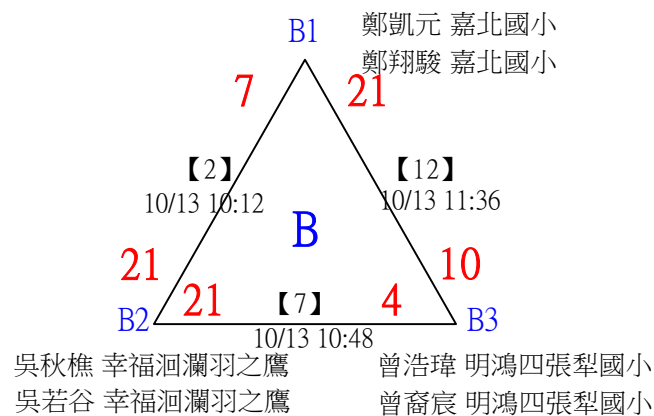 B1
鄭凱元 嘉北國小
鄭翔駿 嘉北國小
7
21
【2】
10/13 10:12
【12】
10/13 11:36
B
21
21
【7】
4
10
B2
10/13 10:48
B3
吳秋樵 幸福洄瀾羽之鷹
吳若谷 幸福洄瀾羽之鷹
曾浩瑋 明鴻四張犁國小
曾裔宸 明鴻四張犁國小